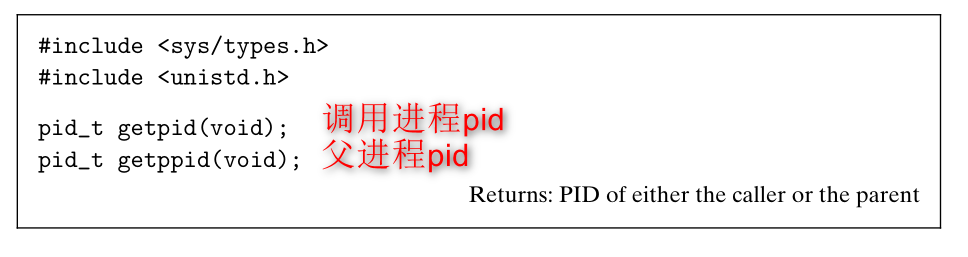 #include <sys/types.h>
#include <unistd.h>
pid_t getpid(void); 调用进程pid
pid_t getppid(void); 父进程pid
Returns: PID of either the caller or the parent